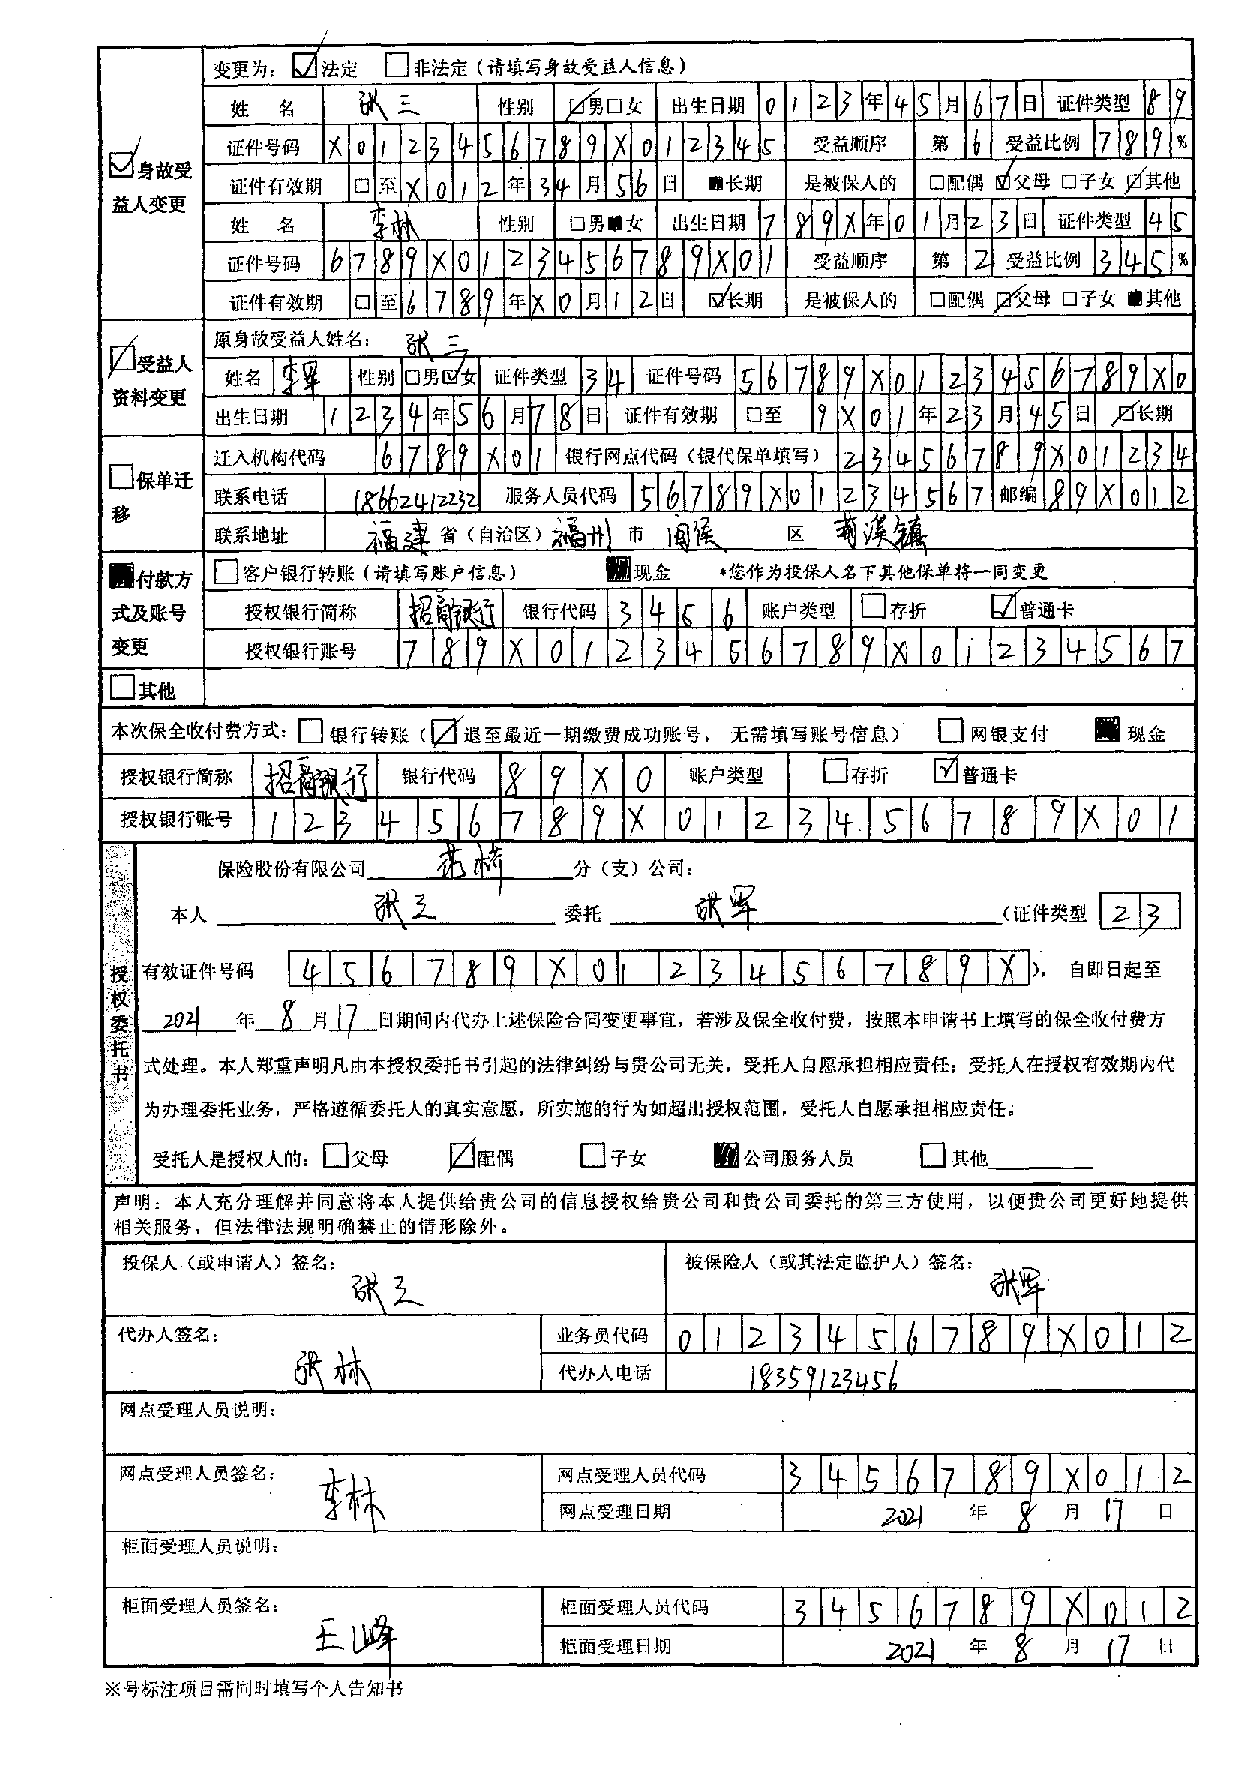 变更为：☑法定 □非法定（请填写身故受益人信息）
☑身故受益人变更
姓 名 张三 性别 ☑男□女 出生日期 0123年45月67日 证件类型 89
证件号码 X0123456789X012345 受益顺序 第6 受益比例 789%
证件有效期 □至X012年34月56日 ■长期 是被保人的 □配偶 ☑父母 □子女 ☑其他
姓 名 李林 性别 □男■女 出生日期 789X年01月23日 证件类型 45
证件号码 6789X0123456789X01 受益顺序 第2 受益比例 345%
证件有效期 □至6789年X0月12日 ☑长期 是被保人的 □配偶 ☑父母 □子女 ■其他
☑受益人资料变更
原身故受益人姓名： 张三
姓名 李军 性别 □男☑女 证件类型 34 证件号码 56789X0123456789X0
出生日期 1234年56月78日 证件有效期 □至 9X01年23月45日 ☑长期
□保单迁移
迁入机构代码 6789X01 银行网点代码（银代保单填写） 23456789X01234
联系电话 18662412232 服务人员代码 56789X01234567 邮编 89X012
联系地址 福建 省（自治区） 福州 市 闽侯 区 荆溪镇
■付款方式及账号变更
□客户银行转账（请填写账户信息） ■现金 *您作为投保人名下其他保单将一同变更
授权银行简称 招商银行 银行代码 3456 账户类型 □存折 ☑普通卡
授权银行账号 789X0123456789X01234567
□其他
本次保全收付费方式：□银行转账（☑退至最近一期缴费成功账号，无需填写账号信息） □网银支付 ■现金
授权银行简称 招商银行 银行代码 89X0 账户类型 □存折 ☑普通卡
授权银行账号 123456789X0123456789X01
授权委托书
保险股份有限公司 分（支）公司：
本人 张三 委托 张军 （证件类型 23
有效证件号码 456789X0123456789X ），自即日起至
2021 年 8 月 17 日期间内代办上述保险合同变更事宜，若涉及保全收付费，按照本申请书上填写的保全收付费方
式处理。本人郑重声明凡由本授权委托书引起的法律纠纷与贵公司无关，受托人自愿承担相应责任；受托人在授权有效期内代
为办理委托业务，严格遵循委托人的真实意愿，所实施的行为如超出授权范围，受托人自愿承担相应责任。
受托人是授权人的：□父母 ☑配偶 □子女 ■公司服务人员 □其他
声明：本人充分理解并同意将本人提供给贵公司的信息授权给贵公司和贵公司委托的第三方使用，以便贵公司更好地提供
相关服务，但法律法规明确禁止的情形除外。
投保人（或申请人）签名： 张三 被保险人（或其法定监护人）签名： 张军
代办人签名： 张林 业务员代码 0123456789X012
代办人电话 18359123456
网点受理人员说明：
网点受理人员签名： 李林 网点受理人员代码 3456789X012
网点受理日期 2021 年 8 月 17 日
柜面受理人员说明：
柜面受理人员签名： 王峰 柜面受理人员代码 3456789X012
柜面受理日期 2021 年 8 月 17 日
※号标注项目需同时填写个人告知书